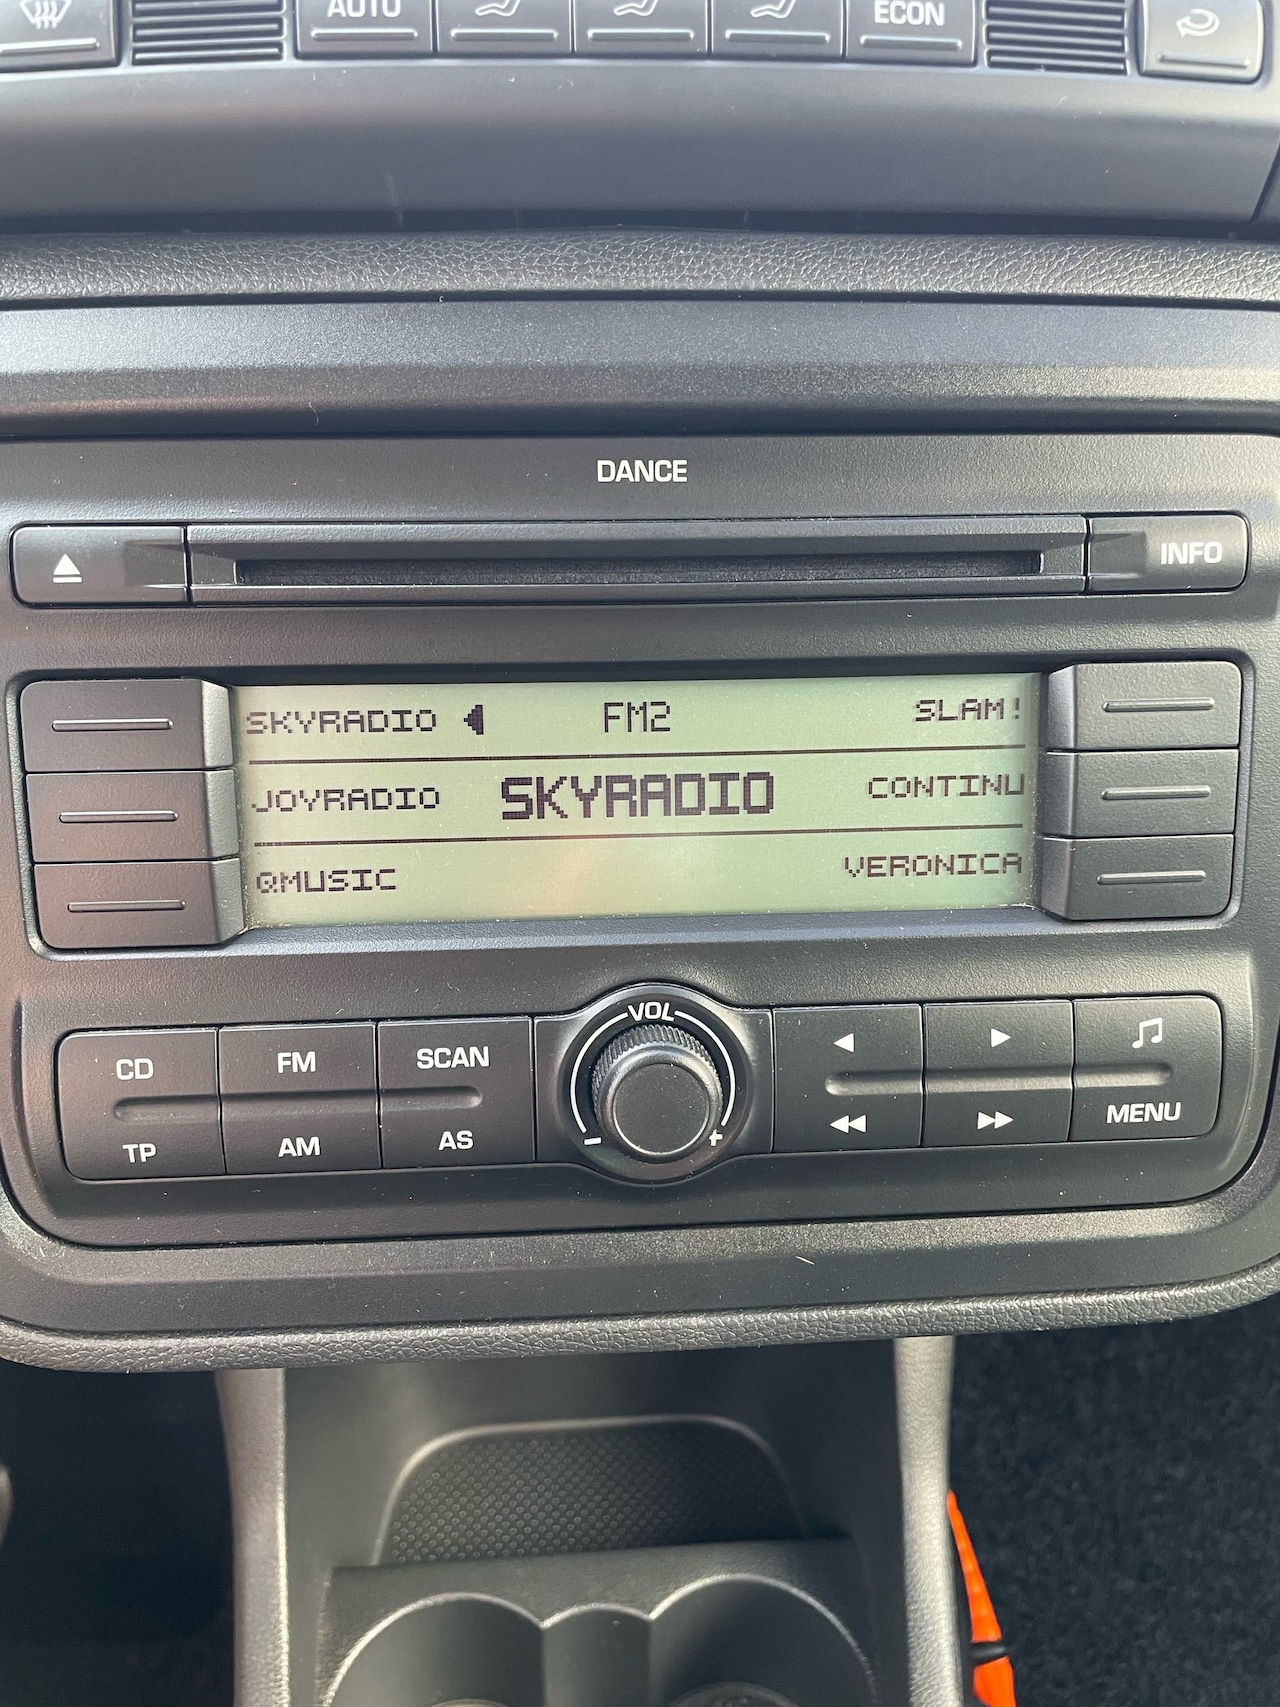 AUTO ECON
DANCE
INFO
SKYRADIO FM2 SLAM!
JOYRADIO SKYRADIO CONTINU
QMUSIC VERONICA
VOL
CD FM SCAN
TP AM AS - + MENU